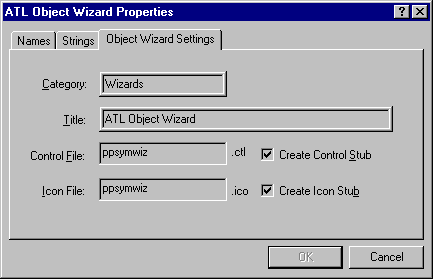 ATL Object Wizard Properties
Names Strings Object Wizard Settings
Category: Wizards
Title: ATL Object Wizard
Control File: ppsymwiz .ctl Create Control Stub
Icon File: ppsymwiz .ico Create Icon Stub
OK Cancel